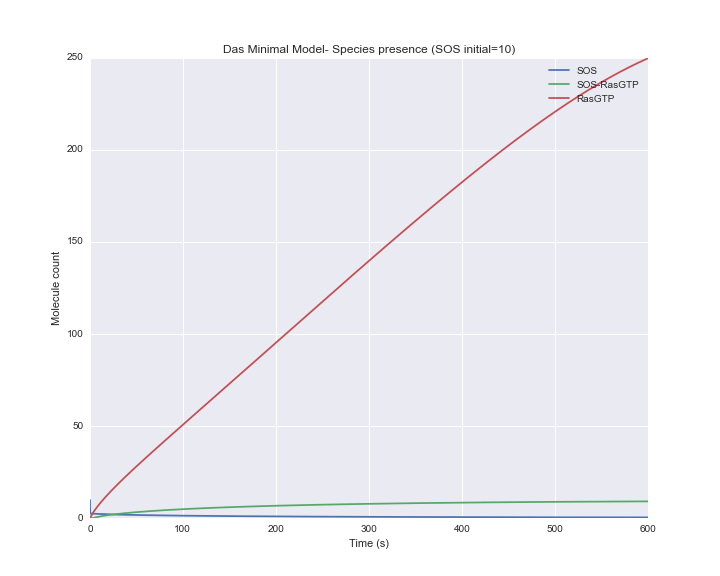 Das Minimal Model- Species presence (SOS initial=10)
250
200
150
100
50
0
Molecule count
SOS
SOS-RasGTP
RasGTP
0 100 200 300 400 500 600
Time (s)